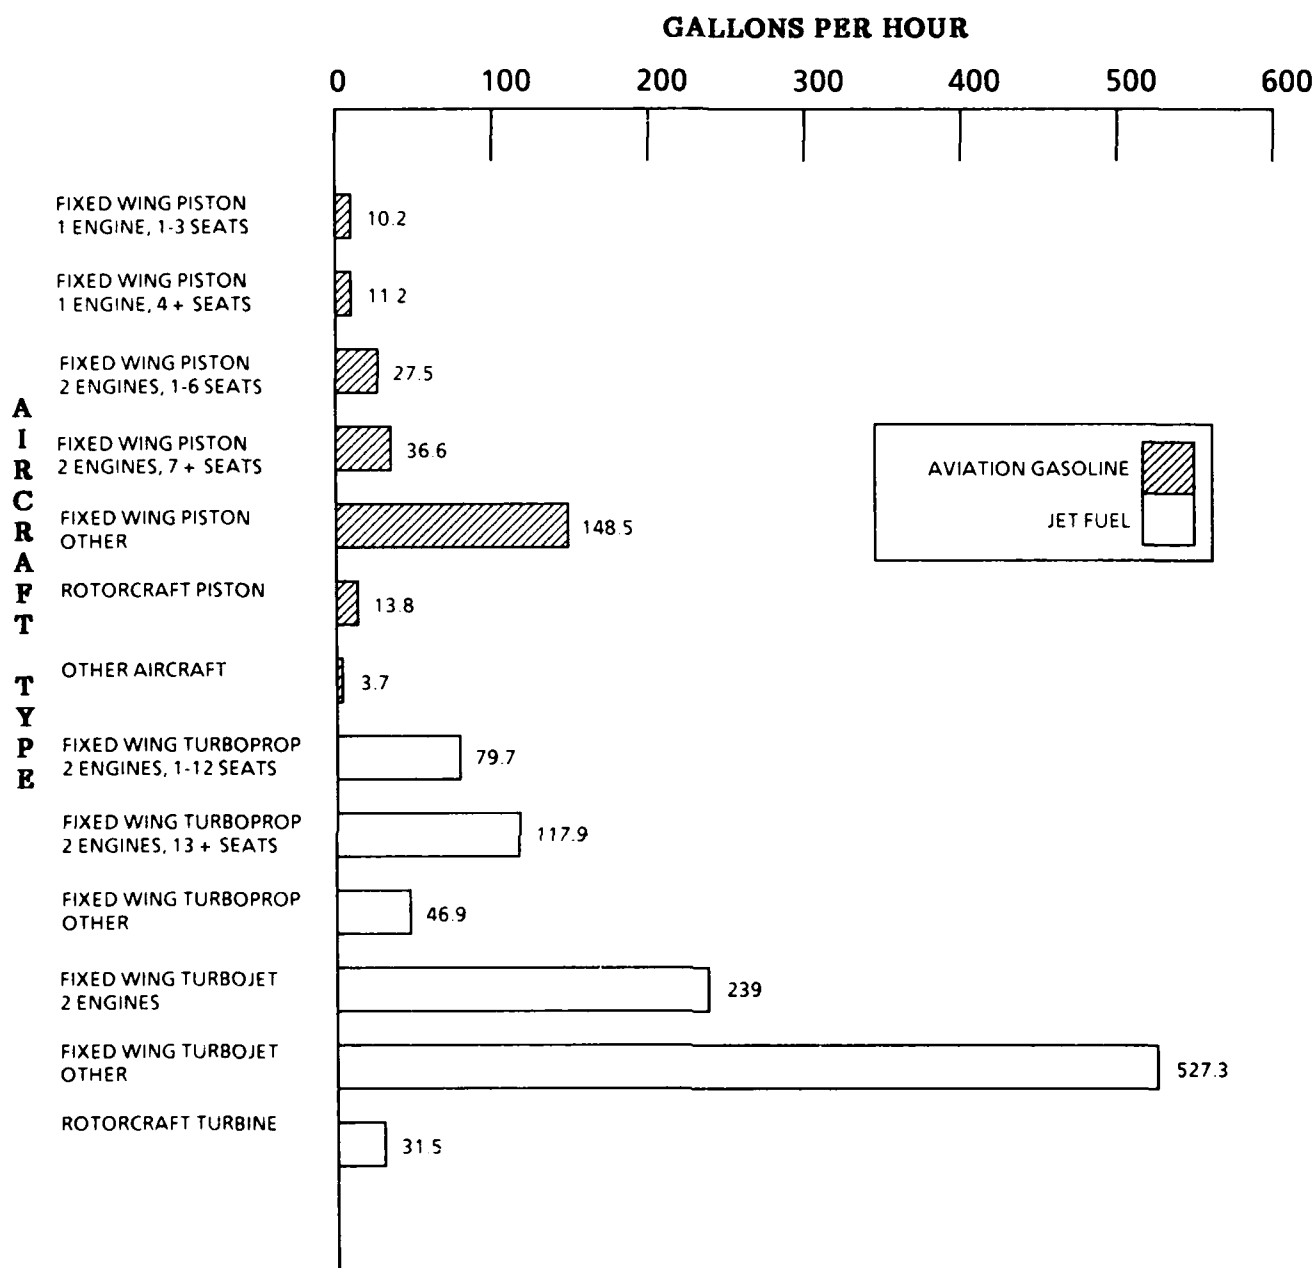 GALLONS PER HOUR
0 100 200 300 400 500 600
AIRCRAFT TYPE
FIXED WING PISTON
1 ENGINE, 1-3 SEATS
10.2
FIXED WING PISTON
1 ENGINE, 4 + SEATS
11 2
FIXED WING PISTON
2 ENGINES, 1-6 SEATS
27.5
FIXED WING PISTON
2 ENGINES, 7 + SEATS
36.6
FIXED WING PISTON
OTHER
148.5
ROTORCRAFT PISTON
13.8
OTHER AIRCRAFT
3.7
FIXED WING TURBOPROP
2 ENGINES, 1-12 SEATS
79.7
FIXED WING TURBOPROP
2 ENGINES, 13 + SEATS
117.9
FIXED WING TURBOPROP
OTHER
46.9
FIXED WING TURBOJET
2 ENGINES
239
FIXED WING TURBOJET
OTHER
527.3
ROTORCRAFT TURBINE
31.5
AVIATION GASOLINE
JET FUEL